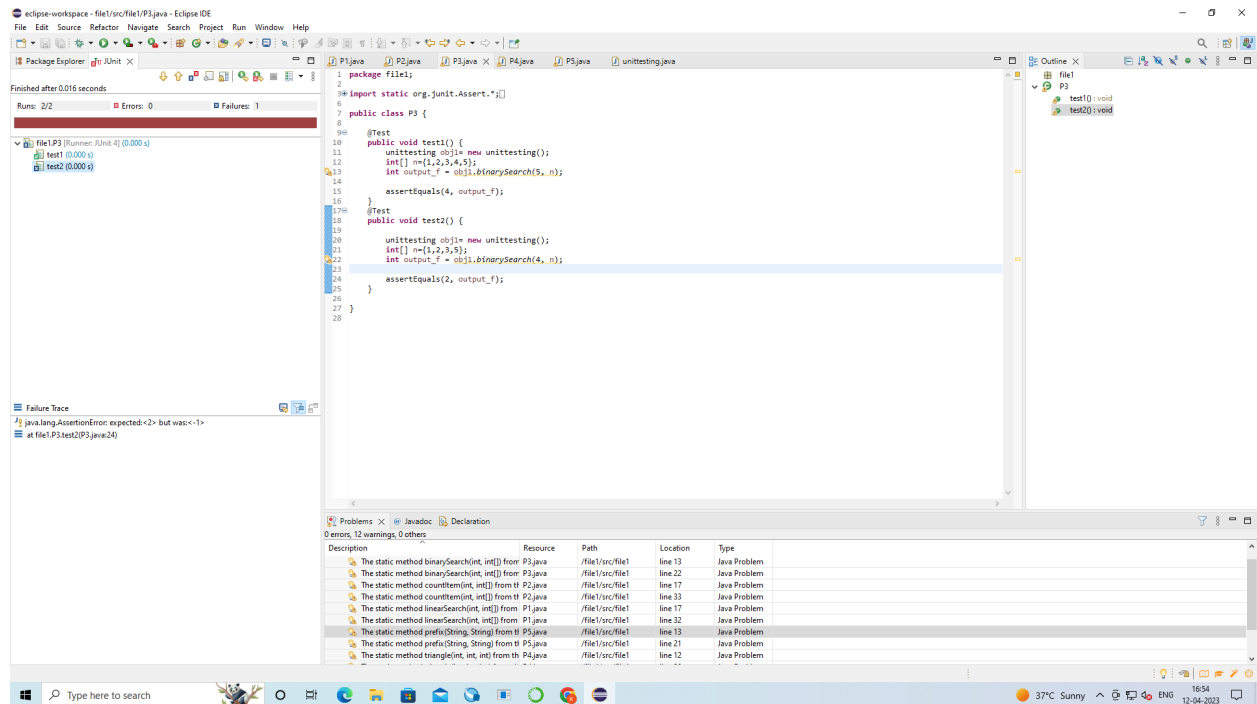 eclipse-workspace - file1/src/file1/P3.java - Eclipse IDE
File Edit Source Refactor Navigate Search Project Run Window Help
Package Explorer JUnit
Finished after 0.016 seconds
Runs: 2/2 Errors: 0 Failures: 1
file1.P3 [Runner: JUnit 4] (0.000 s)
test1 (0.000 s)
test2 (0.000 s)
Failure Trace
java.lang.AssertionError: expected:<2> but was:<-1>
at file1.P3.test2(P3.java:24)
P1.java P2.java P3.java P4.java P5.java unittesting.java
1 package file1;
2
3 import static org.junit.Assert.*;
6
7 public class P3 {
8
9 @Test
10 public void test1() {
11 unittesting obj1= new unittesting();
12 int[] n={1,2,3,4,5};
13 int output_f = obj1.binarySearch(5, n);
14
15 assertEquals(4, output_f);
16 }
17 @Test
18 public void test2() {
19
20 unittesting obj1= new unittesting();
21 int[] n={1,2,3,5};
22 int output_f = obj1.binarySearch(4, n);
23
24 assertEquals(2, output_f);
25 }
26
27 }
28
Outline
file1
P3
test1() : void
test2() : void
Problems Javadoc Declaration
0 errors, 12 warnings, 0 others
Description Resource Path Location Type
The static method binarySearch(int, int[]) from P3.java /file1/src/file1 line 13 Java Problem
The static method binarySearch(int, int[]) from P3.java /file1/src/file1 line 22 Java Problem
The static method countItem(int, int[]) from th P2.java /file1/src/file1 line 17 Java Problem
The static method countItem(int, int[]) from th P2.java /file1/src/file1 line 33 Java Problem
The static method linearSearch(int, int[]) from P1.java /file1/src/file1 line 17 Java Problem
The static method linearSearch(int, int[]) from P1.java /file1/src/file1 line 32 Java Problem
The static method prefix(String, String) from tl P5.java /file1/src/file1 line 13 Java Problem
The static method prefix(String, String) from tl P5.java /file1/src/file1 line 21 Java Problem
The static method triangle(int, int, int) from th P4.java /file1/src/file1 line 12 Java Problem
Type here to search
37°C Sunny ENG 16:54
12-04-2023